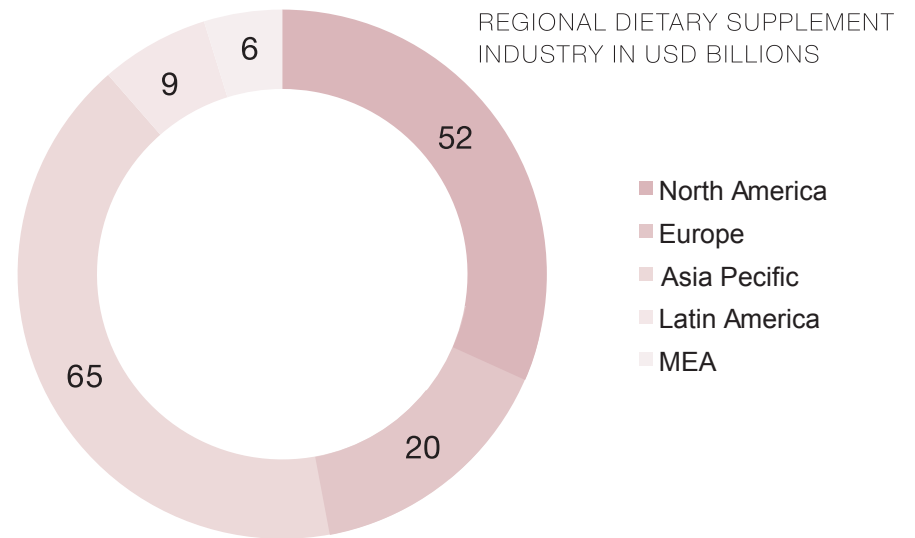 REGIONAL DIETARY SUPPLEMENT
INDUSTRY IN USD BILLIONS
6
9
52
65
20
North America
Europe
Asia Pecific
Latin America
MEA